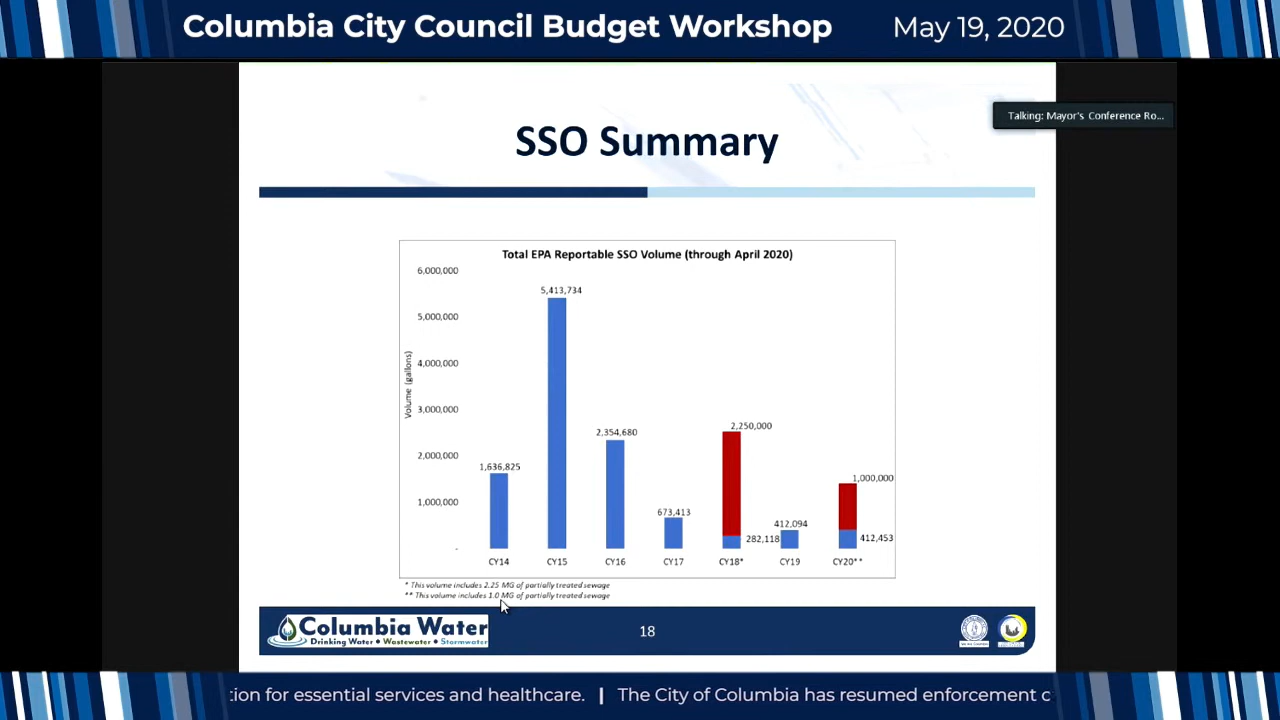 Columbia City Council Budget Workshop May 19, 2020
Talking: Mayor's Conference Ro...
SSO Summary
Total EPA Reportable SSO Volume (through April 2020)
Volume (gallons)
6,000,000
5,000,000
4,000,000
3,000,000
2,000,000
1,000,000
-
1,636,825
5,413,734
2,354,680
673,413
2,250,000
282,118
412,094
1,000,000
412,453
CY14 CY15 CY16 CY17 CY18* CY19 CY20**
* This volume includes 2.25 MG of partially treated sewage
** This volume includes 1.0 MG of partially treated sewage
Columbia Water
Drinking Water • Wastewater • Stormwater
18
tion for essential services and healthcare. | The City of Columbia has resumed enforcement